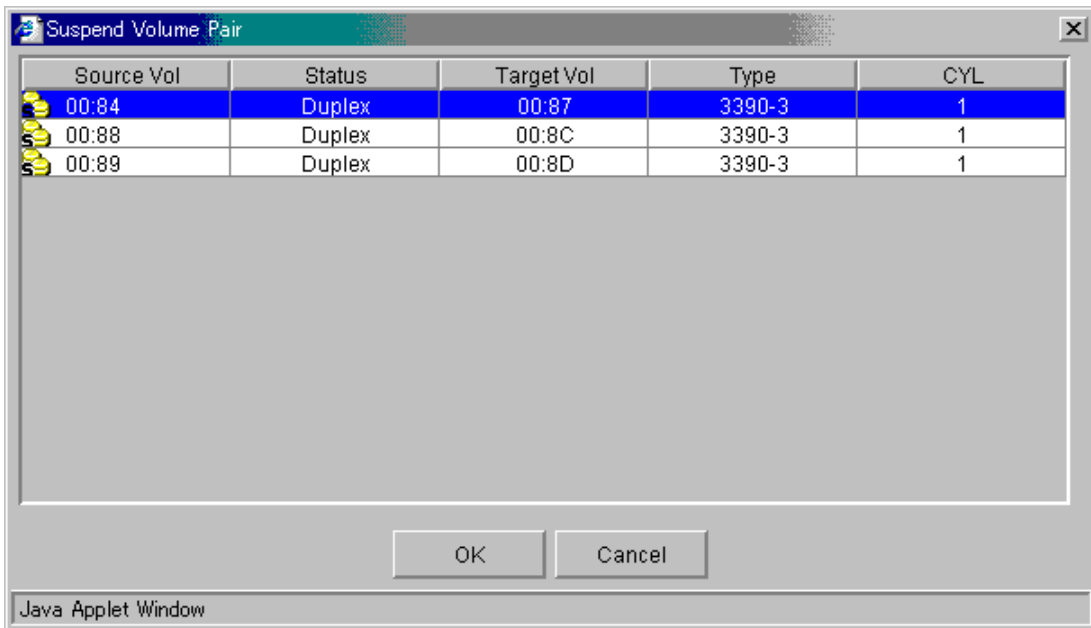 Suspend Volume Pair
Source Vol Status Target Vol Type CYL
S 00:84 Duplex 00:87 3390-3 1
S 00:88 Duplex 00:8C 3390-3 1
S 00:89 Duplex 00:8D 3390-3 1
OK Cancel
Java Applet Window